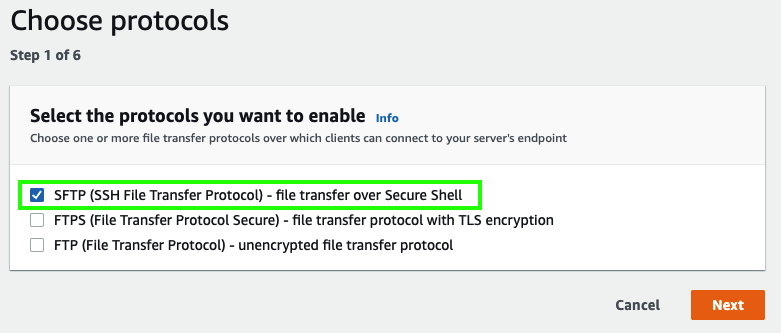 Choose protocols
Step 1 of 6
Select the protocols you want to enable Info
Choose one or more file transfer protocols over which clients can connect to your server's endpoint
SFTP (SSH File Transfer Protocol) - file transfer over Secure Shell
FTPS (File Transfer Protocol Secure) - file transfer protocol with TLS encryption
FTP (File Transfer Protocol) - unencrypted file transfer protocol
Cancel Next